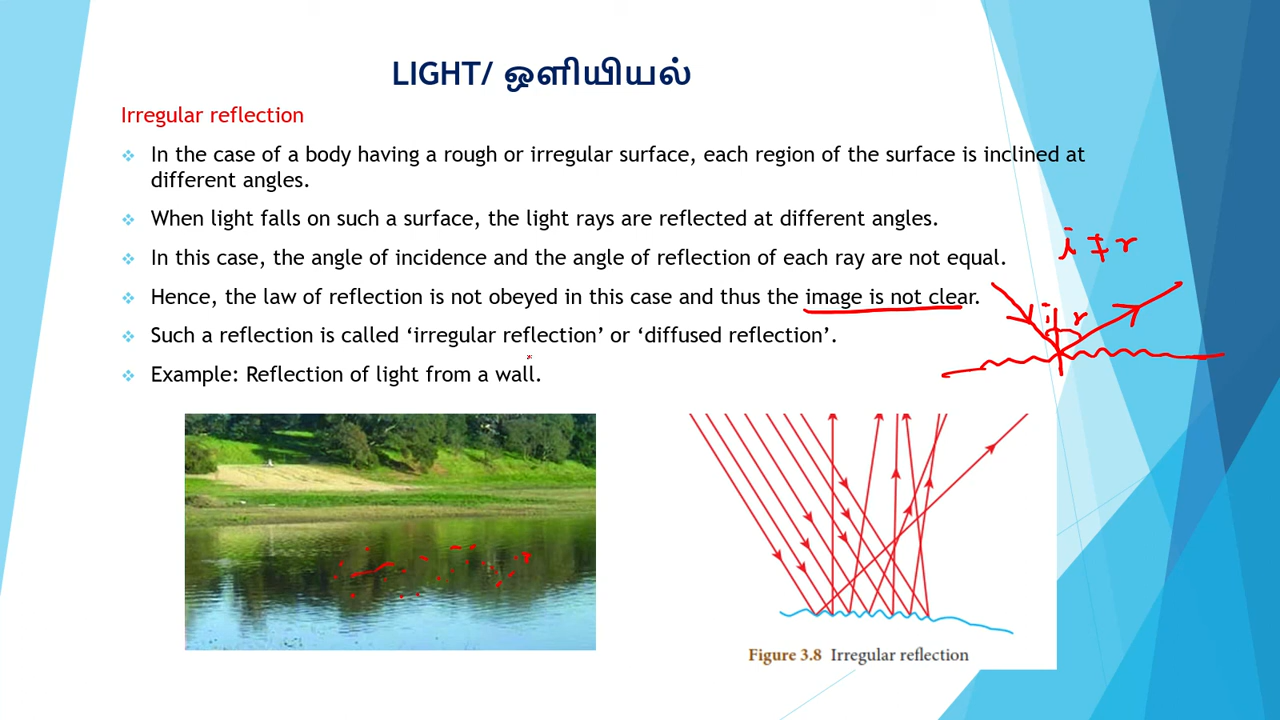 LIGHT/ ஒளியியல்
Irregular reflection
In the case of a body having a rough or irregular surface, each region of the surface is inclined at
different angles.
When light falls on such a surface, the light rays are reflected at different angles.
In this case, the angle of incidence and the angle of reflection of each ray are not equal.
i ≠ r
Hence, the law of reflection is not obeyed in this case and thus the image is not clear.
i r
Such a reflection is called ‘irregular reflection’ or ‘diffused reflection’.
Example: Reflection of light from a wall.
Figure 3.8 Irregular reflection